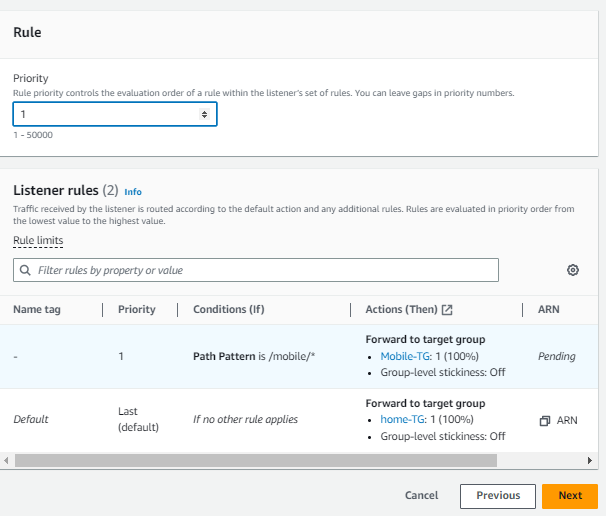 Rule
Priority
Rule priority controls the evaluation order of a rule within the listener's set of rules. You can leave gaps in priority numbers.
1
1 - 50000
Listener rules (2) Info
Traffic received by the listener is routed according to the default action and any additional rules. Rules are evaluated in priority order from
the lowest value to the highest value.
Rule limits
Filter rules by property or value
Name tag Priority Conditions (If) Actions (Then) ARN
Forward to target group
- 1 Path Pattern is /mobile/* • Mobile-TG: 1 (100%) Pending
• Group-level stickiness: Off
Forward to target group
Default Last (default) If no other rule applies • home-TG: 1 (100%) ARN
• Group-level stickiness: Off
Cancel Previous Next